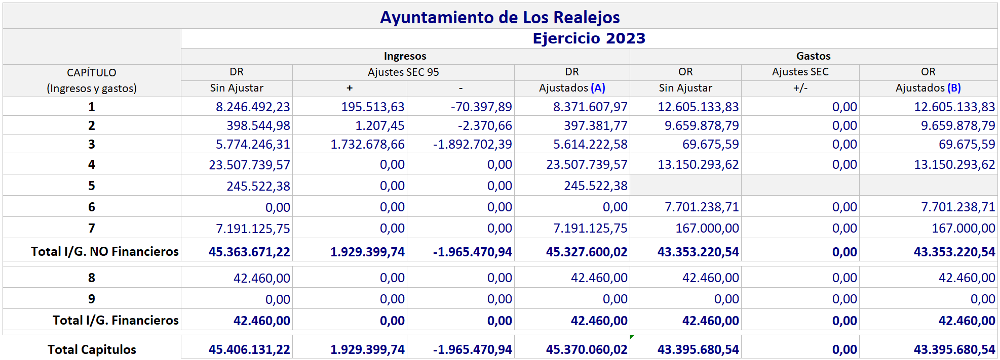 Ayuntamiento de Los Realejos
Ejercicio 2023
Ingresos Gastos
CAPÍTULO DR Ajustes SEC 95 DR OR Ajustes SEC OR
(Ingresos y gastos) Sin Ajustar + - Ajustados (A) Sin Ajustar +/- Ajustados (B)
1 8.246.492,23 195.513,63 -70.397,89 8.371.607,97 12.605.133,83 0,00 12.605.133,83
2 398.544,98 1.207,45 -2.370,66 397.381,77 9.659.878,79 0,00 9.659.878,79
3 5.774.246,31 1.732.678,66 -1.892.702,39 5.614.222,58 69.675,59 0,00 69.675,59
4 23.507.739,57 0,00 0,00 23.507.739,57 13.150.293,62 0,00 13.150.293,62
5 245.522,38 0,00 0,00 245.522,38
6 0,00 0,00 0,00 0,00 7.701.238,71 0,00 7.701.238,71
7 7.191.125,75 0,00 0,00 7.191.125,75 167.000,00 0,00 167.000,00
Total I/G. NO Financieros 45.363.671,22 1.929.399,74 -1.965.470,94 45.327.600,02 43.353.220,54 0,00 43.353.220,54
8 42.460,00 0,00 0,00 42.460,00 42.460,00 0,00 42.460,00
9 0,00 0,00 0,00 0,00 0,00 0,00 0,00
Total I/G. Financieros 42.460,00 0,00 0,00 42.460,00 42.460,00 0,00 42.460,00
Total Capitulos 45.406.131,22 1.929.399,74 -1.965.470,94 45.370.060,02 43.395.680,54 0,00 43.395.680,54